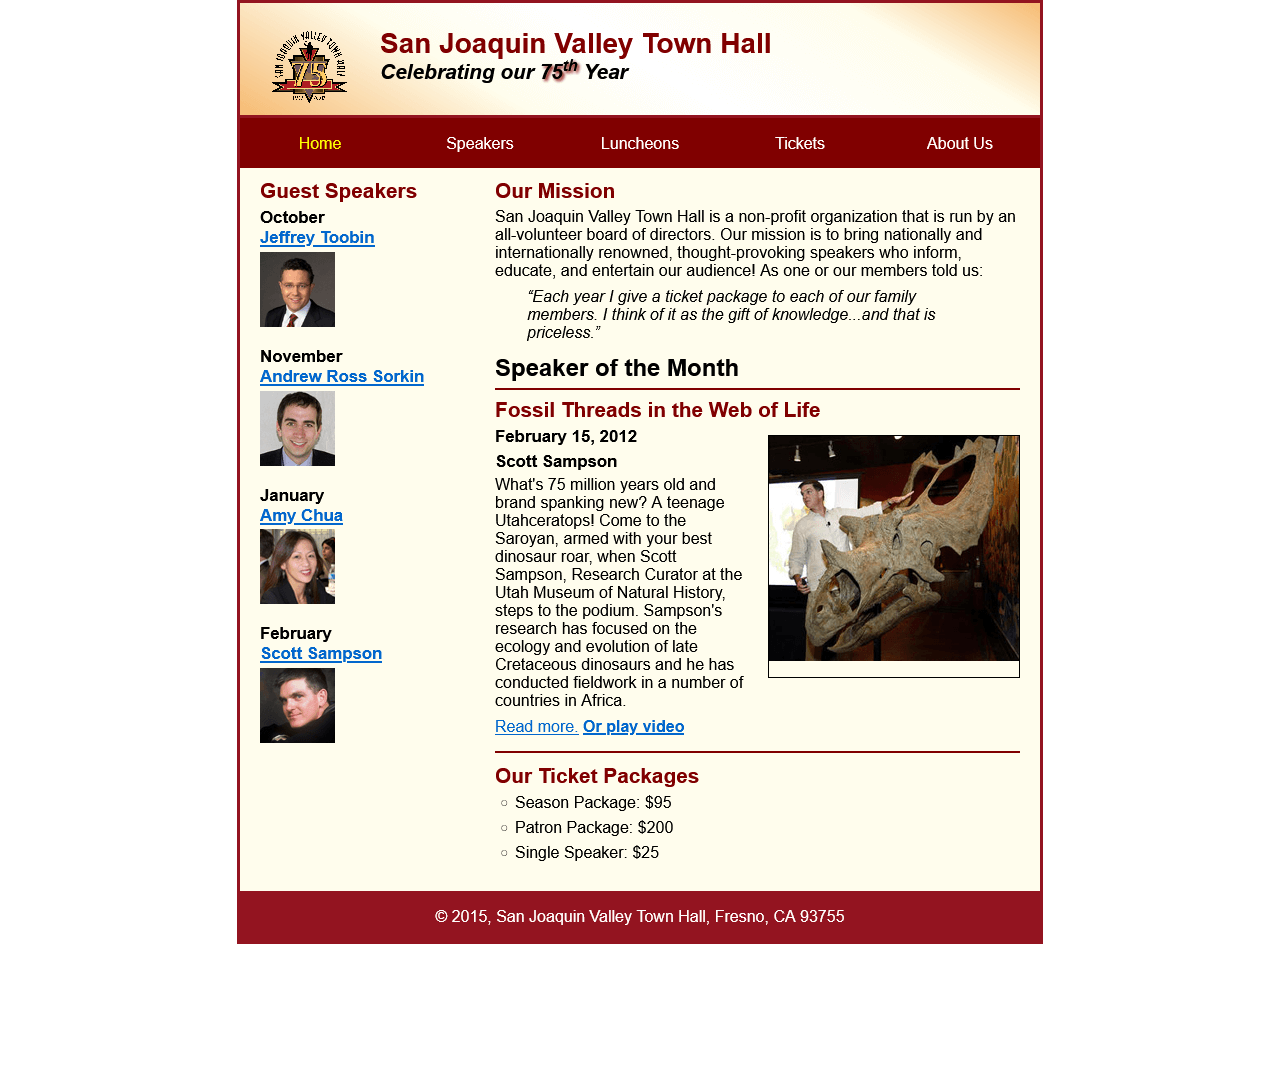 SAN JOAQUIN VALLEY TOWN HALL
75
San Joaquin Valley Town Hall
Celebrating our 75th Year
Home Speakers Luncheons Tickets About Us
Guest Speakers
October
Jeffrey Toobin
November
Andrew Ross Sorkin
January
Amy Chua
February
Scott Sampson
Our Mission
San Joaquin Valley Town Hall is a non-profit organization that is run by an
all-volunteer board of directors. Our mission is to bring nationally and
internationally renowned, thought-provoking speakers who inform,
educate, and entertain our audience! As one or our members told us:
“Each year I give a ticket package to each of our family
members. I think of it as the gift of knowledge...and that is
priceless.”
Speaker of the Month
Fossil Threads in the Web of Life
February 15, 2012
Scott Sampson
What's 75 million years old and
brand spanking new? A teenage
Utahceratops! Come to the
Saroyan, armed with your best
dinosaur roar, when Scott
Sampson, Research Curator at the
Utah Museum of Natural History,
steps to the podium. Sampson's
research has focused on the
ecology and evolution of late
Cretaceous dinosaurs and he has
conducted fieldwork in a number of
countries in Africa.
Read more. Or play video
Our Ticket Packages
Season Package: $95
Patron Package: $200
Single Speaker: $25
© 2015, San Joaquin Valley Town Hall, Fresno, CA 93755